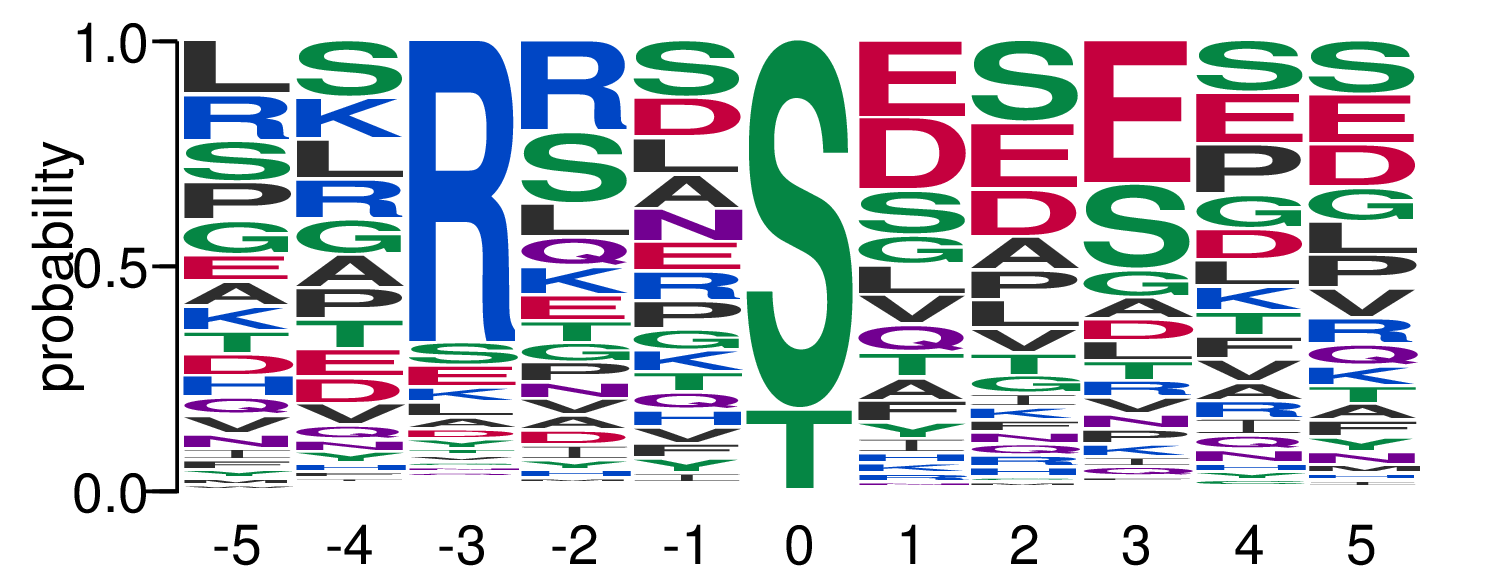 probability
1.0
0.5
0.0
L R S P G E A K T D H Q V N
S K L R G A P T E D V Q N Y
R S E K L A D
R S L Q K E T G P N V A D I Y H
S D L A N E R P G K T Q H V F Y I
S T
E D S G L V Q T A F Y I H K R
S E D A P L V T G I K F N Q R H
E S G A D L T R V N P K I Q
S E P G D L K T F V A R I Q N H Y
S E D G L P V R Q K T A F Y H N M
-5 -4 -3 -2 -1 0 1 2 3 4 5